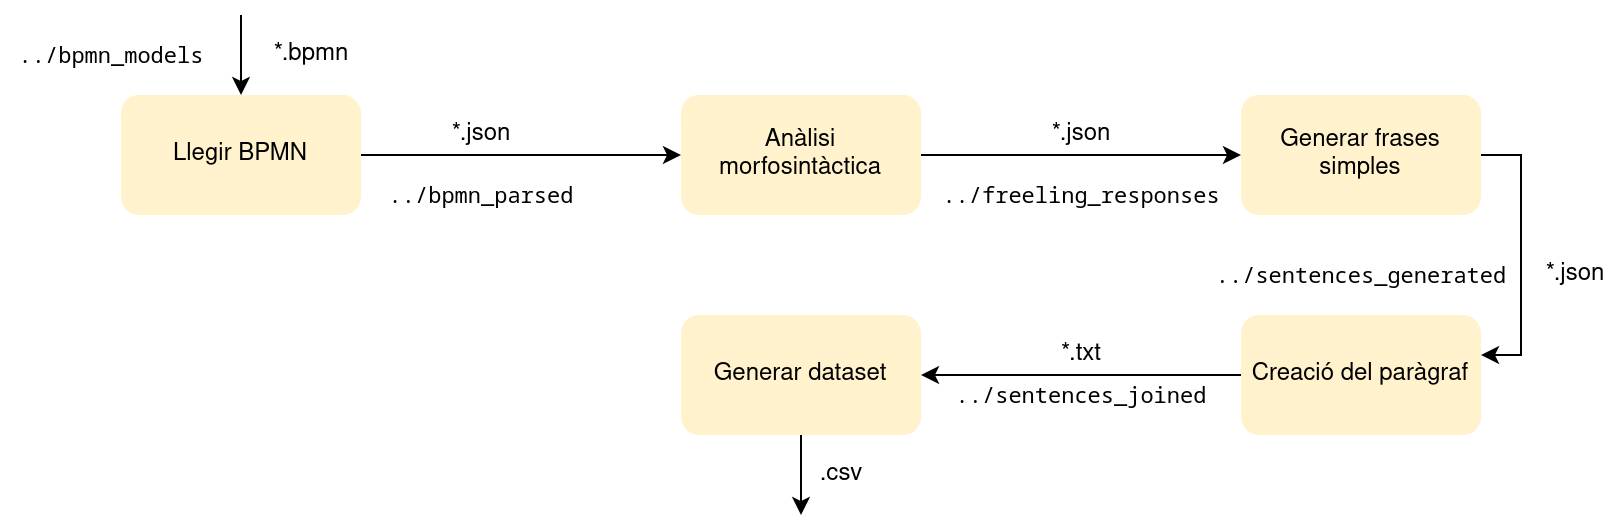 ../bpmn_models
*.bpmn
Llegir BPMN
*.json
../bpmn_parsed
Anàlisi
morfosintàctica
*.json
../freeling_responses
Generar frases
simples
../sentences_generated
*.json
Creació del paràgraf
*.txt
../sentences_joined
Generar dataset
.csv